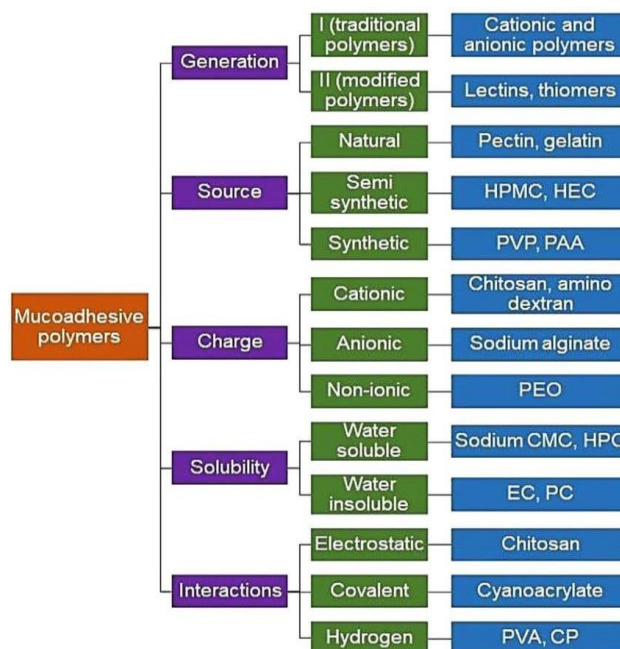 Mucoadhesive
polymers
Generation
I (traditional
polymers)
Cationic and
anionic polymers
II (modified
polymers)
Lectins, thiomers
Source
Natural
Pectin, gelatin
Semi
synthetic
HPMC, HEC
Synthetic
PVP, PAA
Charge
Cationic
Chitosan, amino
dextran
Anionic
Sodium alginate
Non-ionic
PEO
Solubility
Water
soluble
Sodium CMC, HPC
Water
insoluble
EC, PC
Interactions
Electrostatic
Chitosan
Covalent
Cyanoacrylate
Hydrogen
PVA, CP